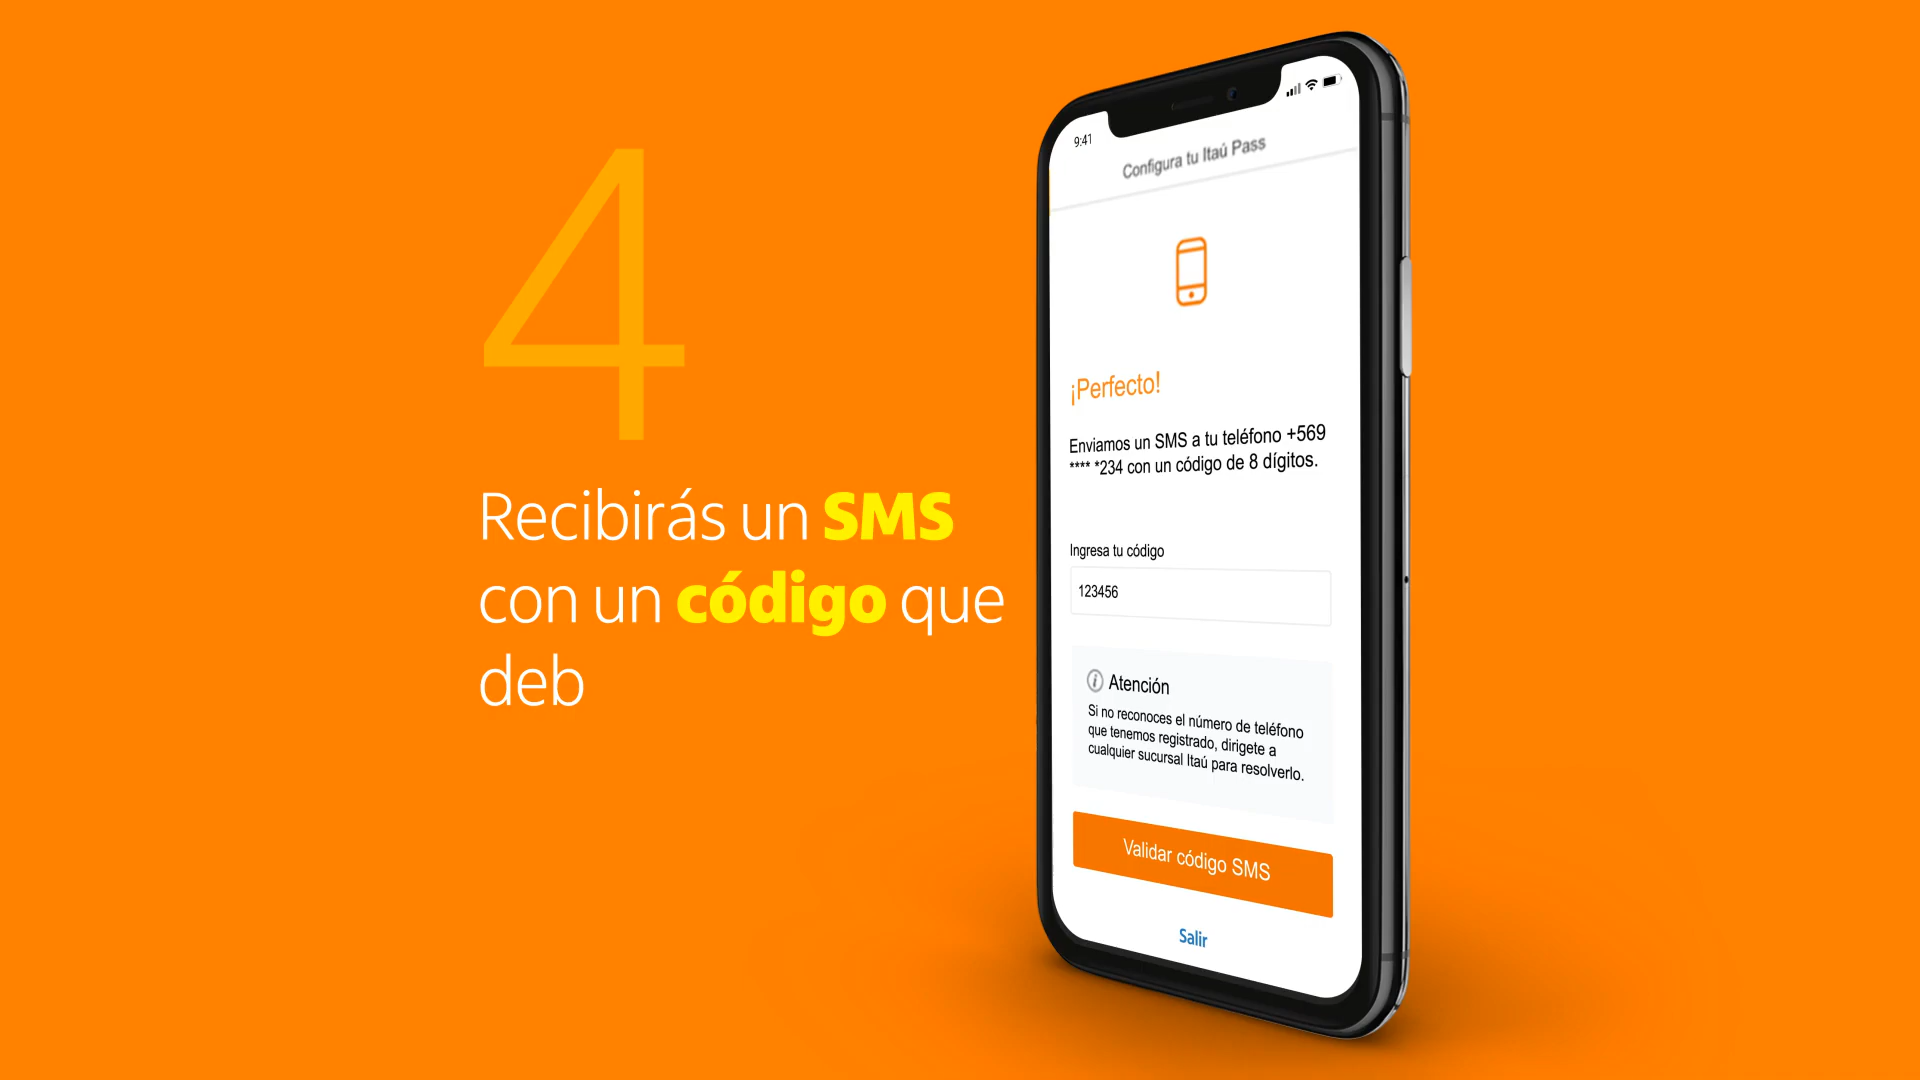 4
Recibirás un SMS
con un código que
deb
9:41
Configura tu Itaú Pass
¡Perfecto!
Enviamos un SMS a tu teléfono +569
**** *234 con un código de 8 dígitos.
Ingresa tu código
123456
Atención
Si no reconoces el número de teléfono
que tenemos registrado, dirigete a
cualquier sucursal Itaú para resolverlo.
Validar código SMS
Salir